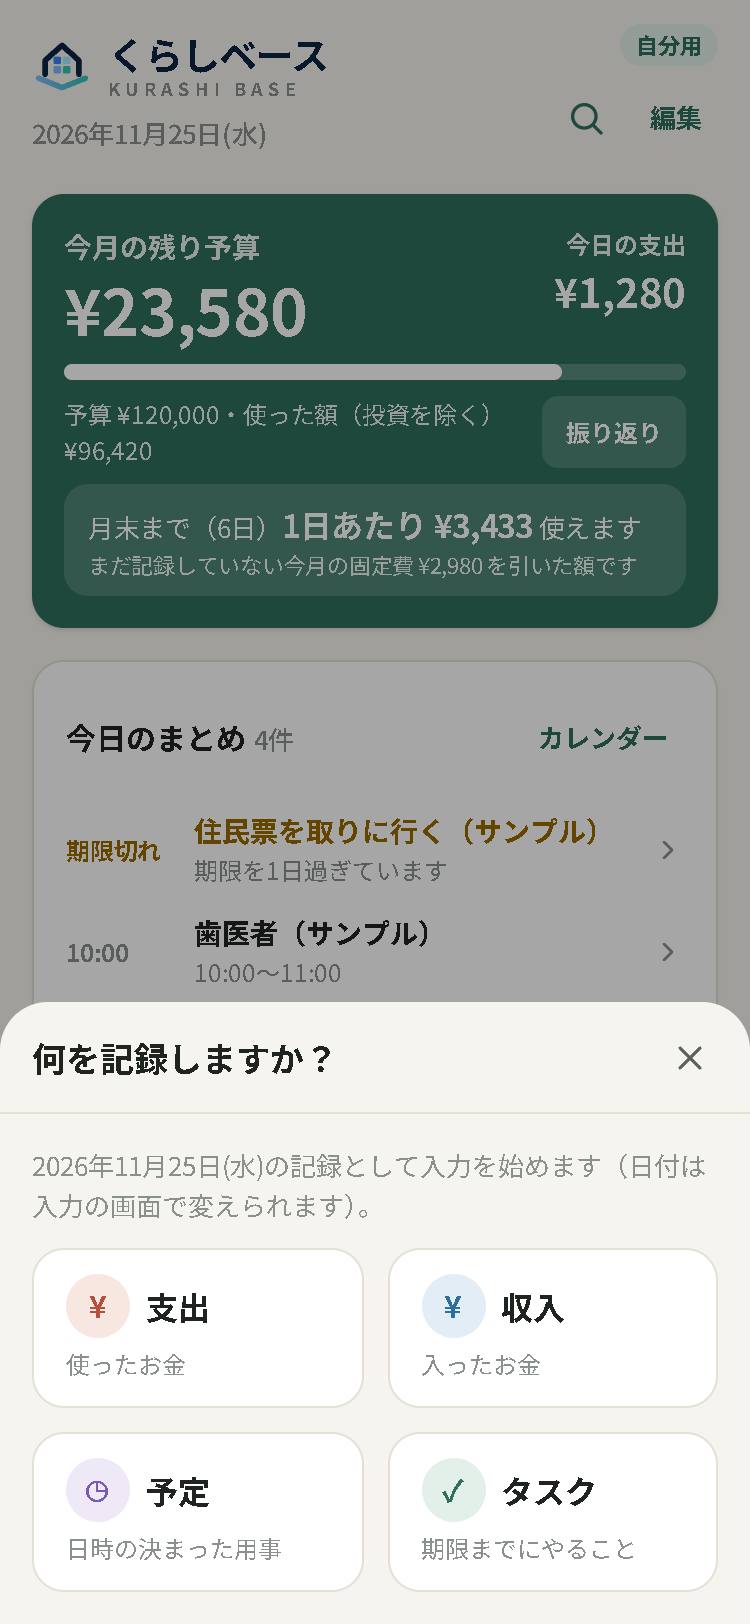 くらしベース
KURASHI BASE
自分用
2026年11月25日(水)
編集
今月の残り予算
¥23,580
今日の支出
¥1,280
予算 ¥120,000・使った額（投資を除く）
¥96,420
振り返り
月末まで（6日）1日あたり ¥3,433 使えます
まだ記録していない今月の固定費 ¥2,980 を引いた額です
今日のまとめ 4件
カレンダー
期限切れ
住民票を取りに行く（サンプル）
期限を1日過ぎています
10:00
歯医者（サンプル）
10:00〜11:00
何を記録しますか？
2026年11月25日(水)の記録として入力を始めます（日付は
入力の画面で変えられます）。
¥ 支出
使ったお金
¥ 収入
入ったお金
予定
日時の決まった用事
タスク
期限までにやること